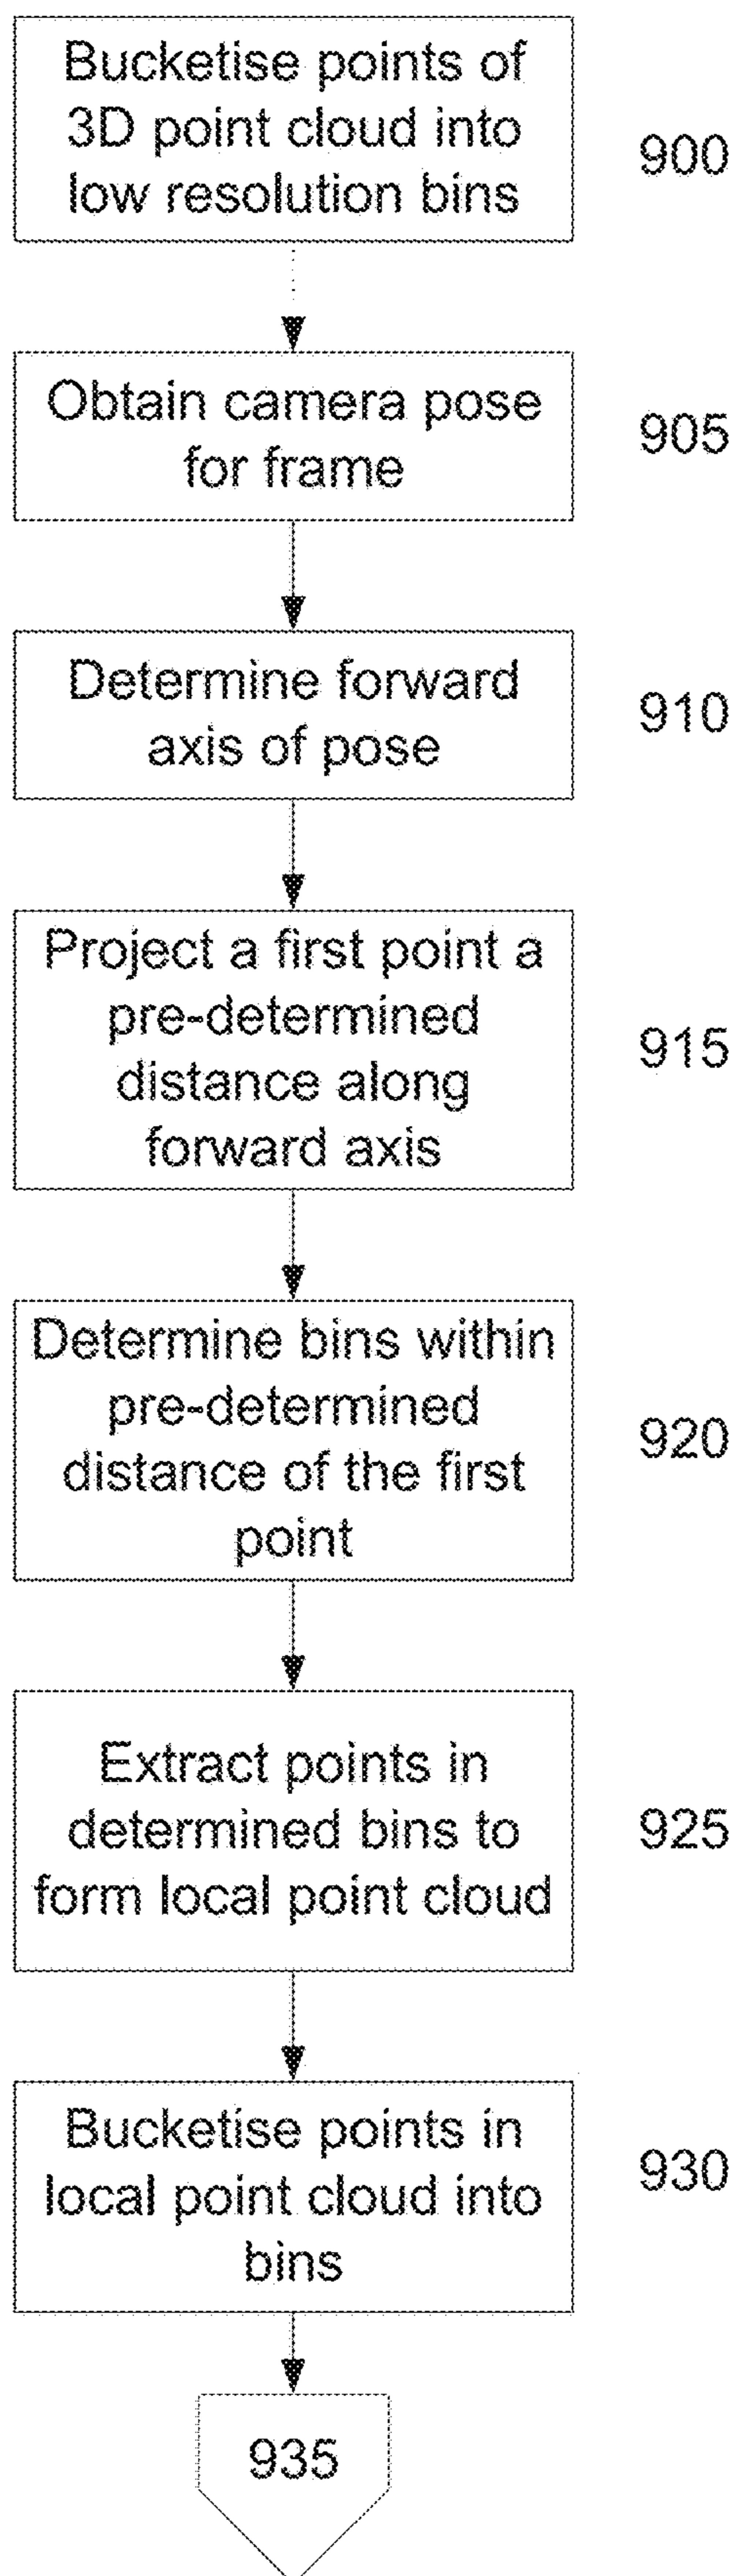 Bucketise points of
3D point cloud into
low resolution bins
900
Obtain camera pose
for frame
905
Determine forward
axis of pose
910
Project a first point a
pre-determined
distance along
forward axis
915
Determine bins within
pre-determined
distance of the first
point
920
Extract points in
determined bins to
form local point cloud
925
Bucketise points in
local point cloud into
bins
930
935